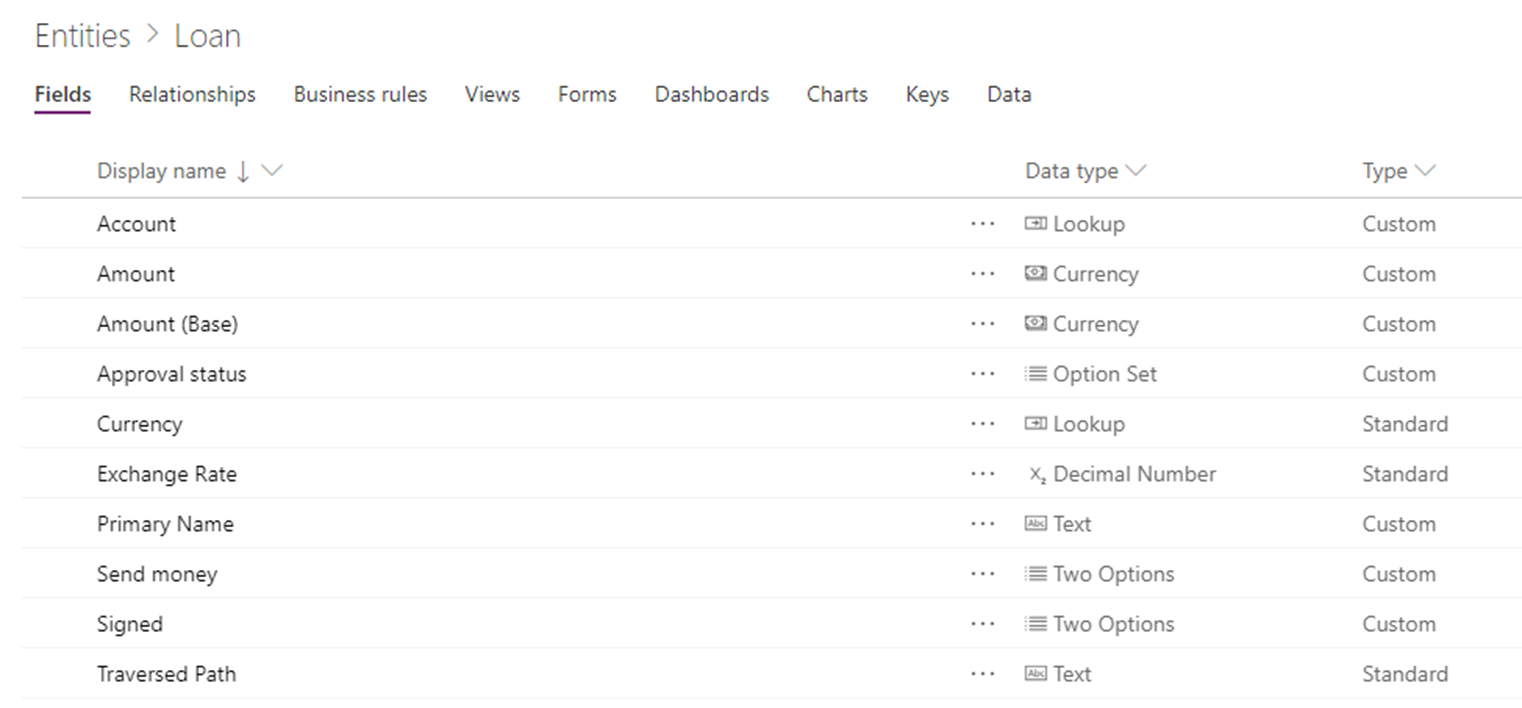 Entities > Loan
Fields Relationships Business rules Views Forms Dashboards Charts Keys Data
Display name ↓ Data type Type
Account ... Lookup Custom
Amount ... Currency Custom
Amount (Base) ... Currency Custom
Approval status ... Option Set Custom
Currency ... Lookup Standard
Exchange Rate ... X₂ Decimal Number Standard
Primary Name ... Abc Text Custom
Send money ... Two Options Custom
Signed ... Two Options Custom
Traversed Path ... Abc Text Standard